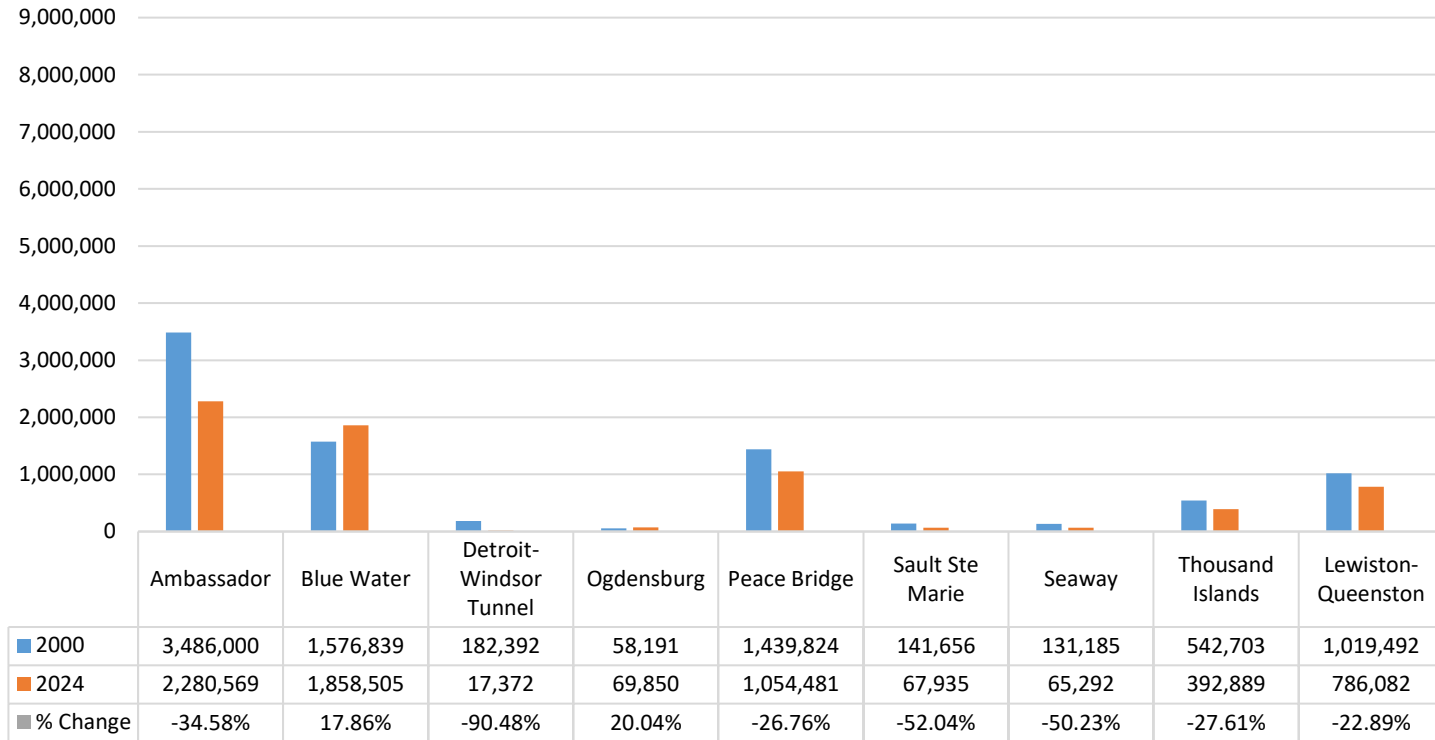 9,000,000
8,000,000
7,000,000
6,000,000
5,000,000
4,000,000
3,000,000
2,000,000
1,000,000
0
Ambassador Blue Water Detroit-Windsor Tunnel Ogdensburg Peace Bridge Sault Ste Marie Seaway Thousand Islands Lewiston-Queenston
2000 3,486,000 1,576,839 182,392 58,191 1,439,824 141,656 131,185 542,703 1,019,492
2024 2,280,569 1,858,505 17,372 69,850 1,054,481 67,935 65,292 392,889 786,082
% Change -34.58% 17.86% -90.48% 20.04% -26.76% -52.04% -50.23% -27.61% -22.89%